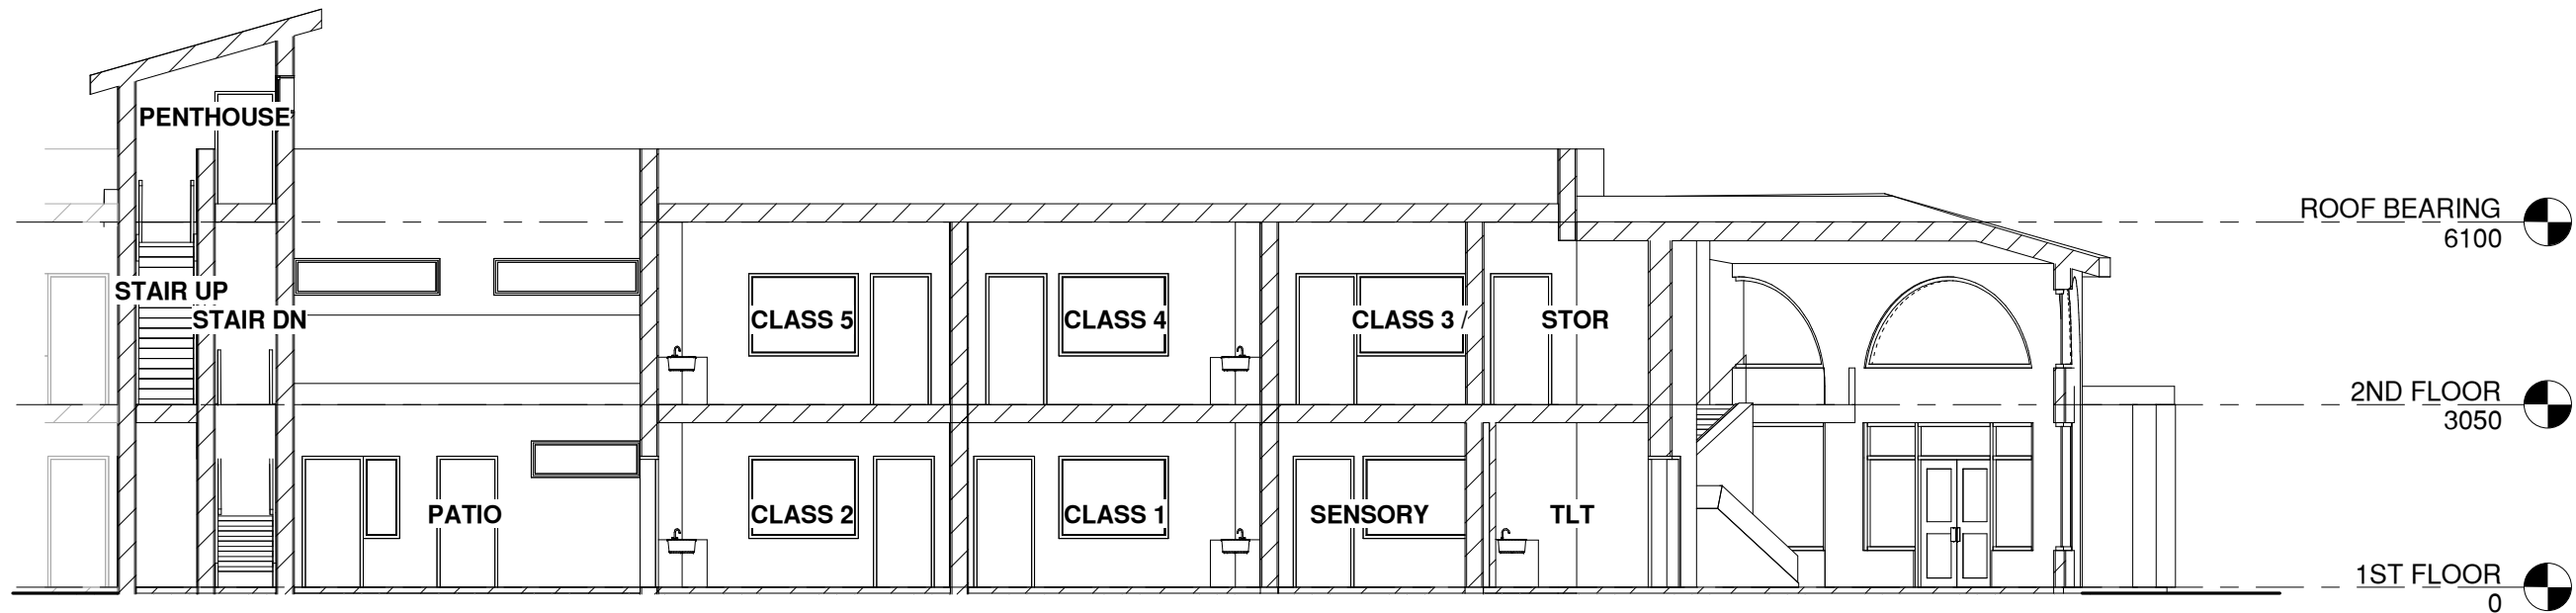 PENTHOUSE
ROOF BEARING
6100
STAIR UP
STAIR DN
CLASS 5
CLASS 4
CLASS 3 /
STOR
2ND FLOOR
3050
PATIO
CLASS 2
CLASS 1
SENSORY
TLT
1ST FLOOR
0